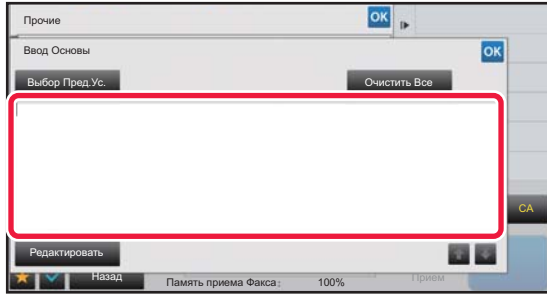 Прочие OK
Ввод Основы OK
Выбор Пред.Ус. Очистить Все
CA
Редактировать
Назад Прием
Память приема Факса: 100%